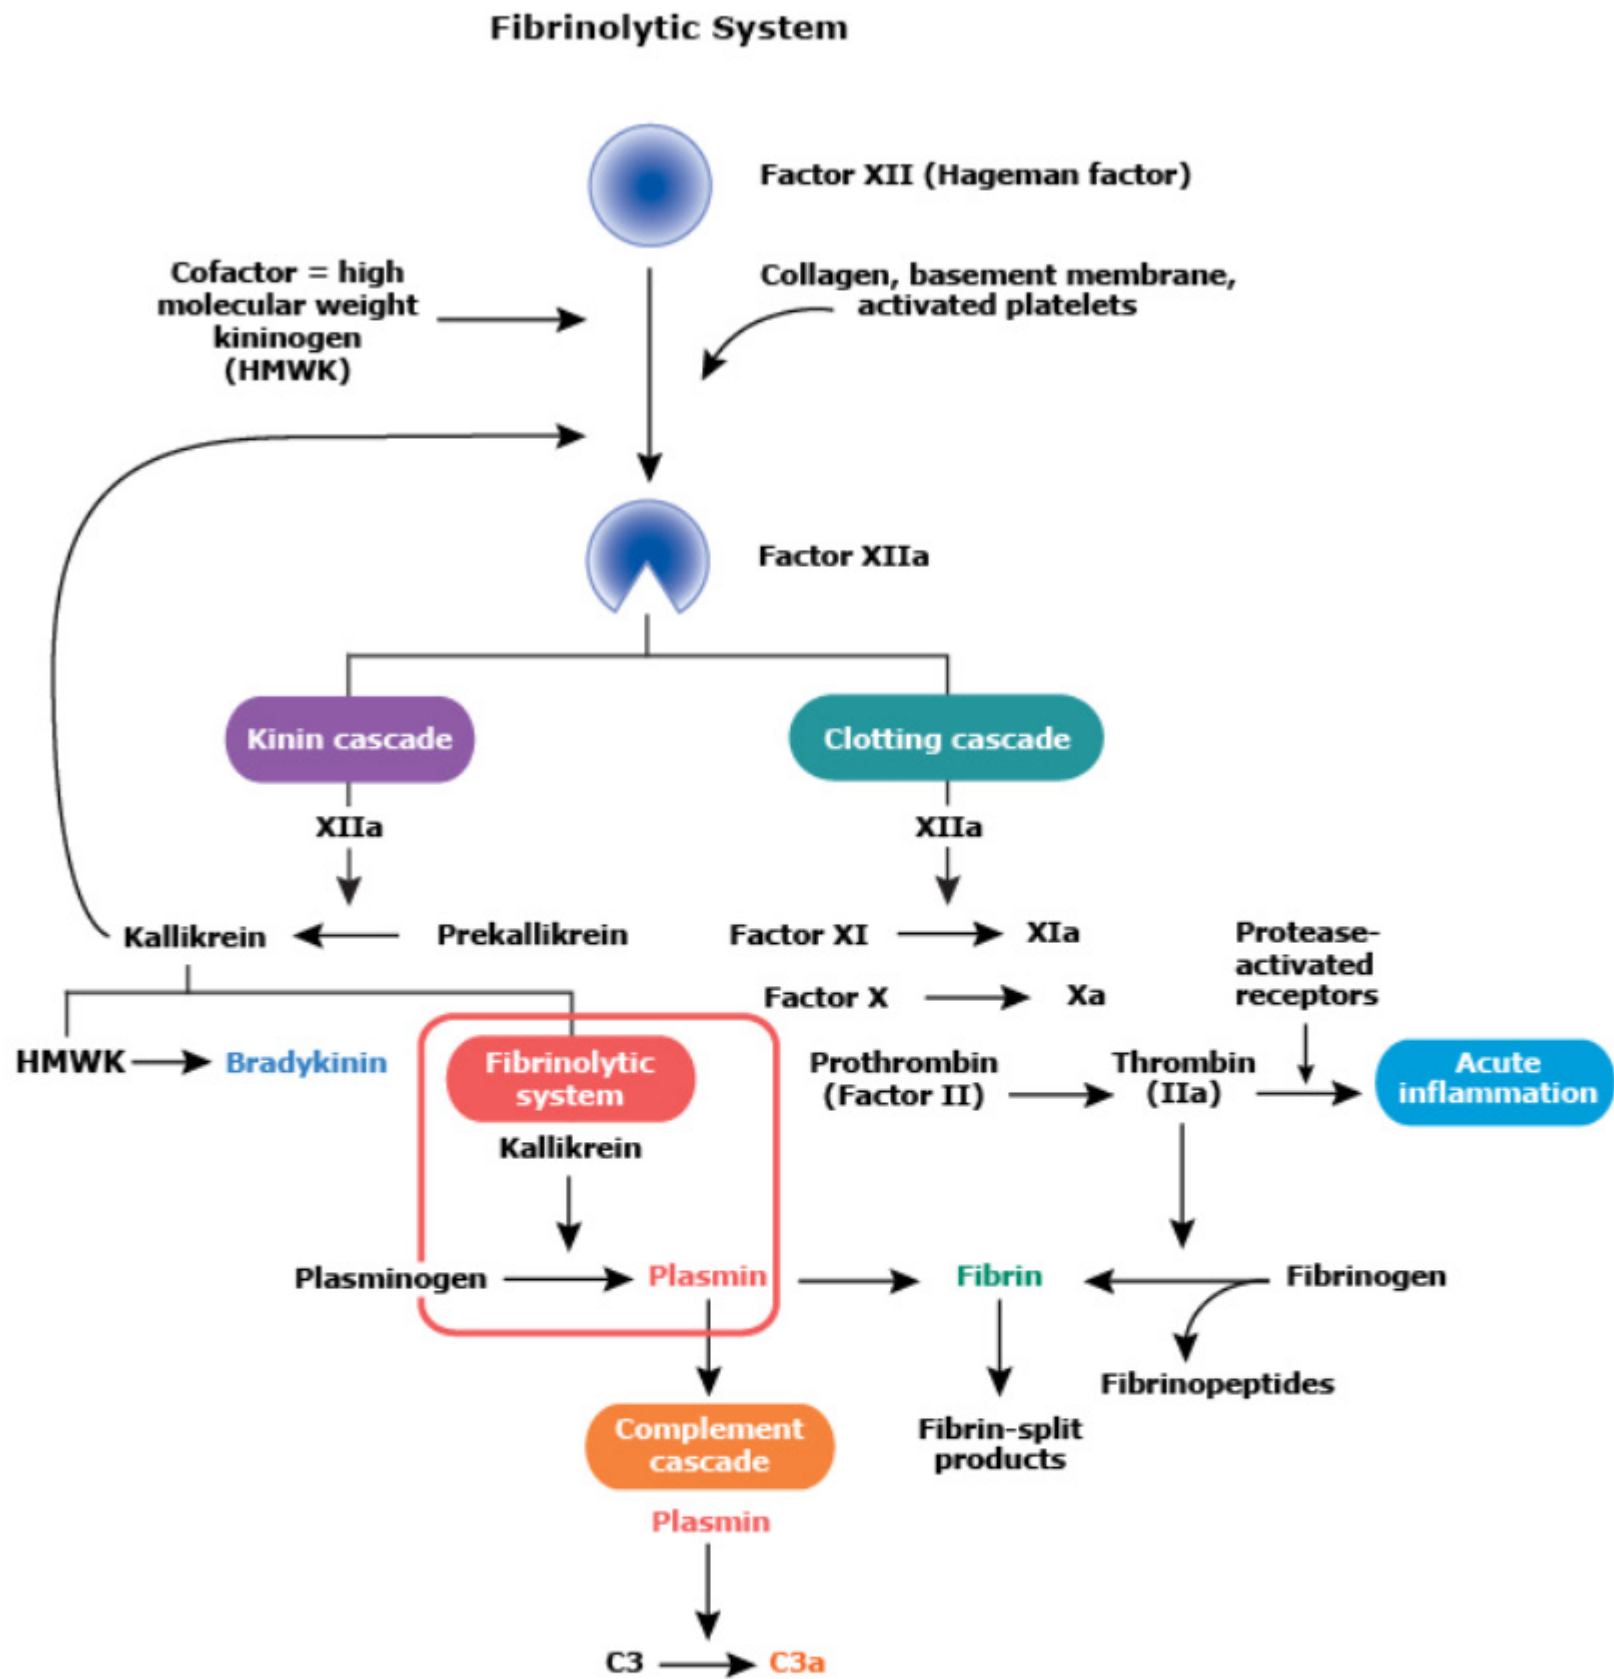 Fibrinolytic System
Factor XII (Hageman factor)
Cofactor = high
molecular weight
kininogen
(HMWK)
Collagen, basement membrane,
activated platelets
Factor XIIa
Kinin cascade
Clotting cascade
XIIa
XIIa
Kallikrein
Prekallikrein
Factor XI
XIa
Protease-
activated
receptors
Factor X
Xa
HMWK
Bradykinin
Fibrinolytic
system
Prothrombin
(Factor II)
Thrombin
(IIa)
Acute
inflammation
Kallikrein
Plasminogen
Plasmin
Fibrin
Fibrinogen
Fibrinopeptides
Complement
cascade
Fibrin-split
products
Plasmin
C3
C3a